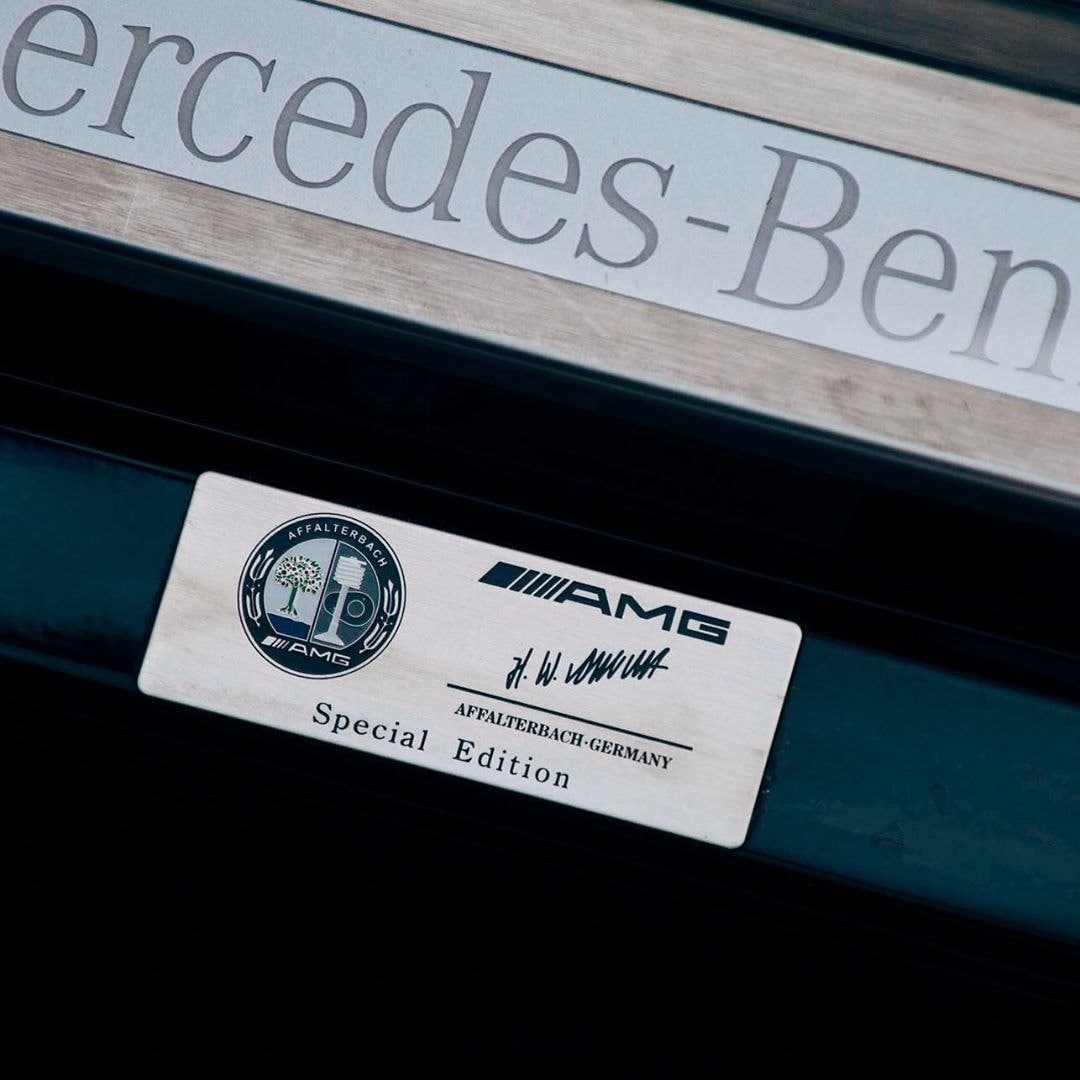 ercedes-Ben
AFFALTERBACH
AMG
AMG
H. W.
AFFALTERBACH·GERMANY
Special Edition